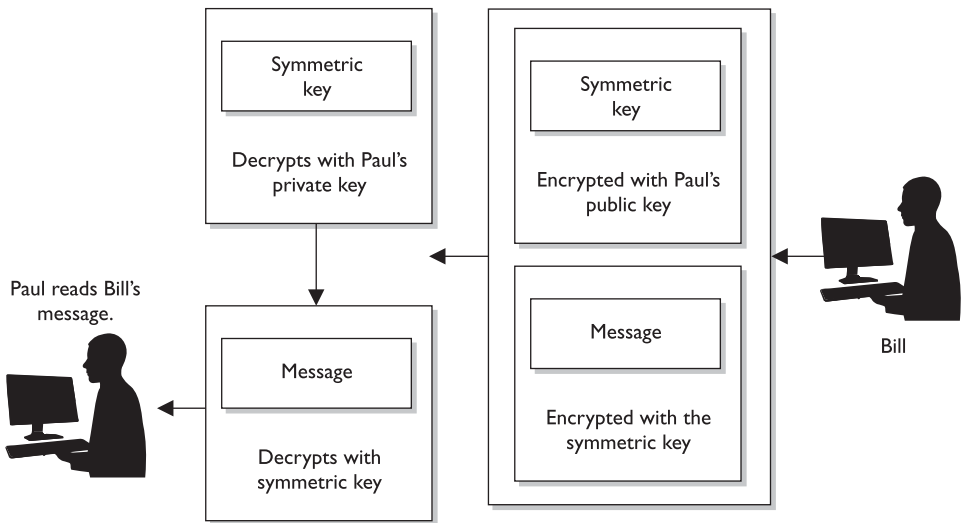 Symmetric
key
Decrypts with Paul's
private key
Symmetric
key
Encrypted with Paul's
public key
Paul reads Bill's
message.
Message
Decrypts with
symmetric key
Message
Encrypted with the
symmetric key
Bill